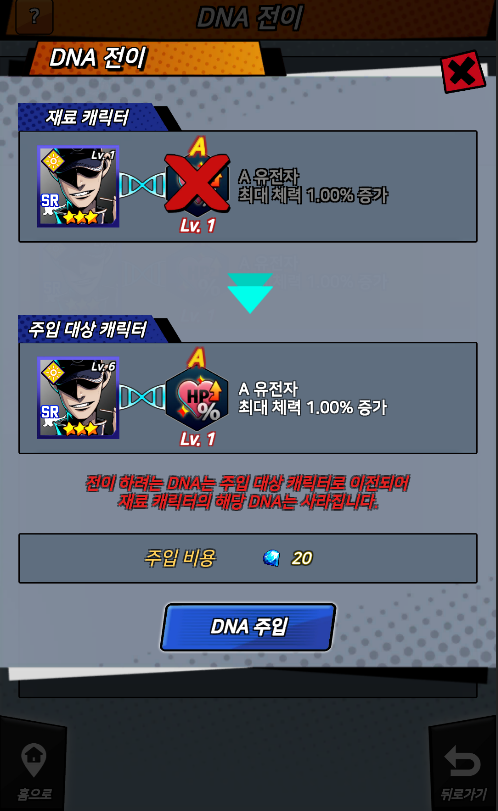 ?
DNA 전이
DNA 전이
재료 캐릭터
Lv.1
SR
A
Lv. 1
A 유전자
최대 체력 1.00% 증가
주입 대상 캐릭터
Lv.6
SR
A
HP
%
Lv. 1
A 유전자
최대 체력 1.00% 증가
전이 하려는 DNA는 주입 대상 캐릭터로 이전되어
재료 캐릭터의 해당 DNA는 사라집니다.
주입 비용 20
DNA 주입
홈으로
뒤로가기